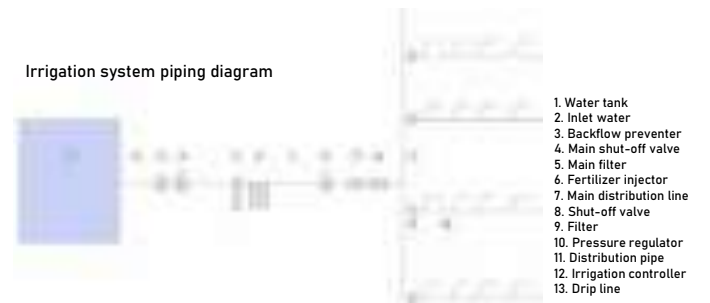 Irrigation system piping diagram
1. Water tank
2. Inlet water
3. Backflow preventer
4. Main shut-off valve
5. Main filter
6. Fertilizer injector
7. Main distribution line
8. Shut-off valve
9. Filter
10. Pressure regulator
11. Distribution pipe
12. Irrigation controller
13. Drip line